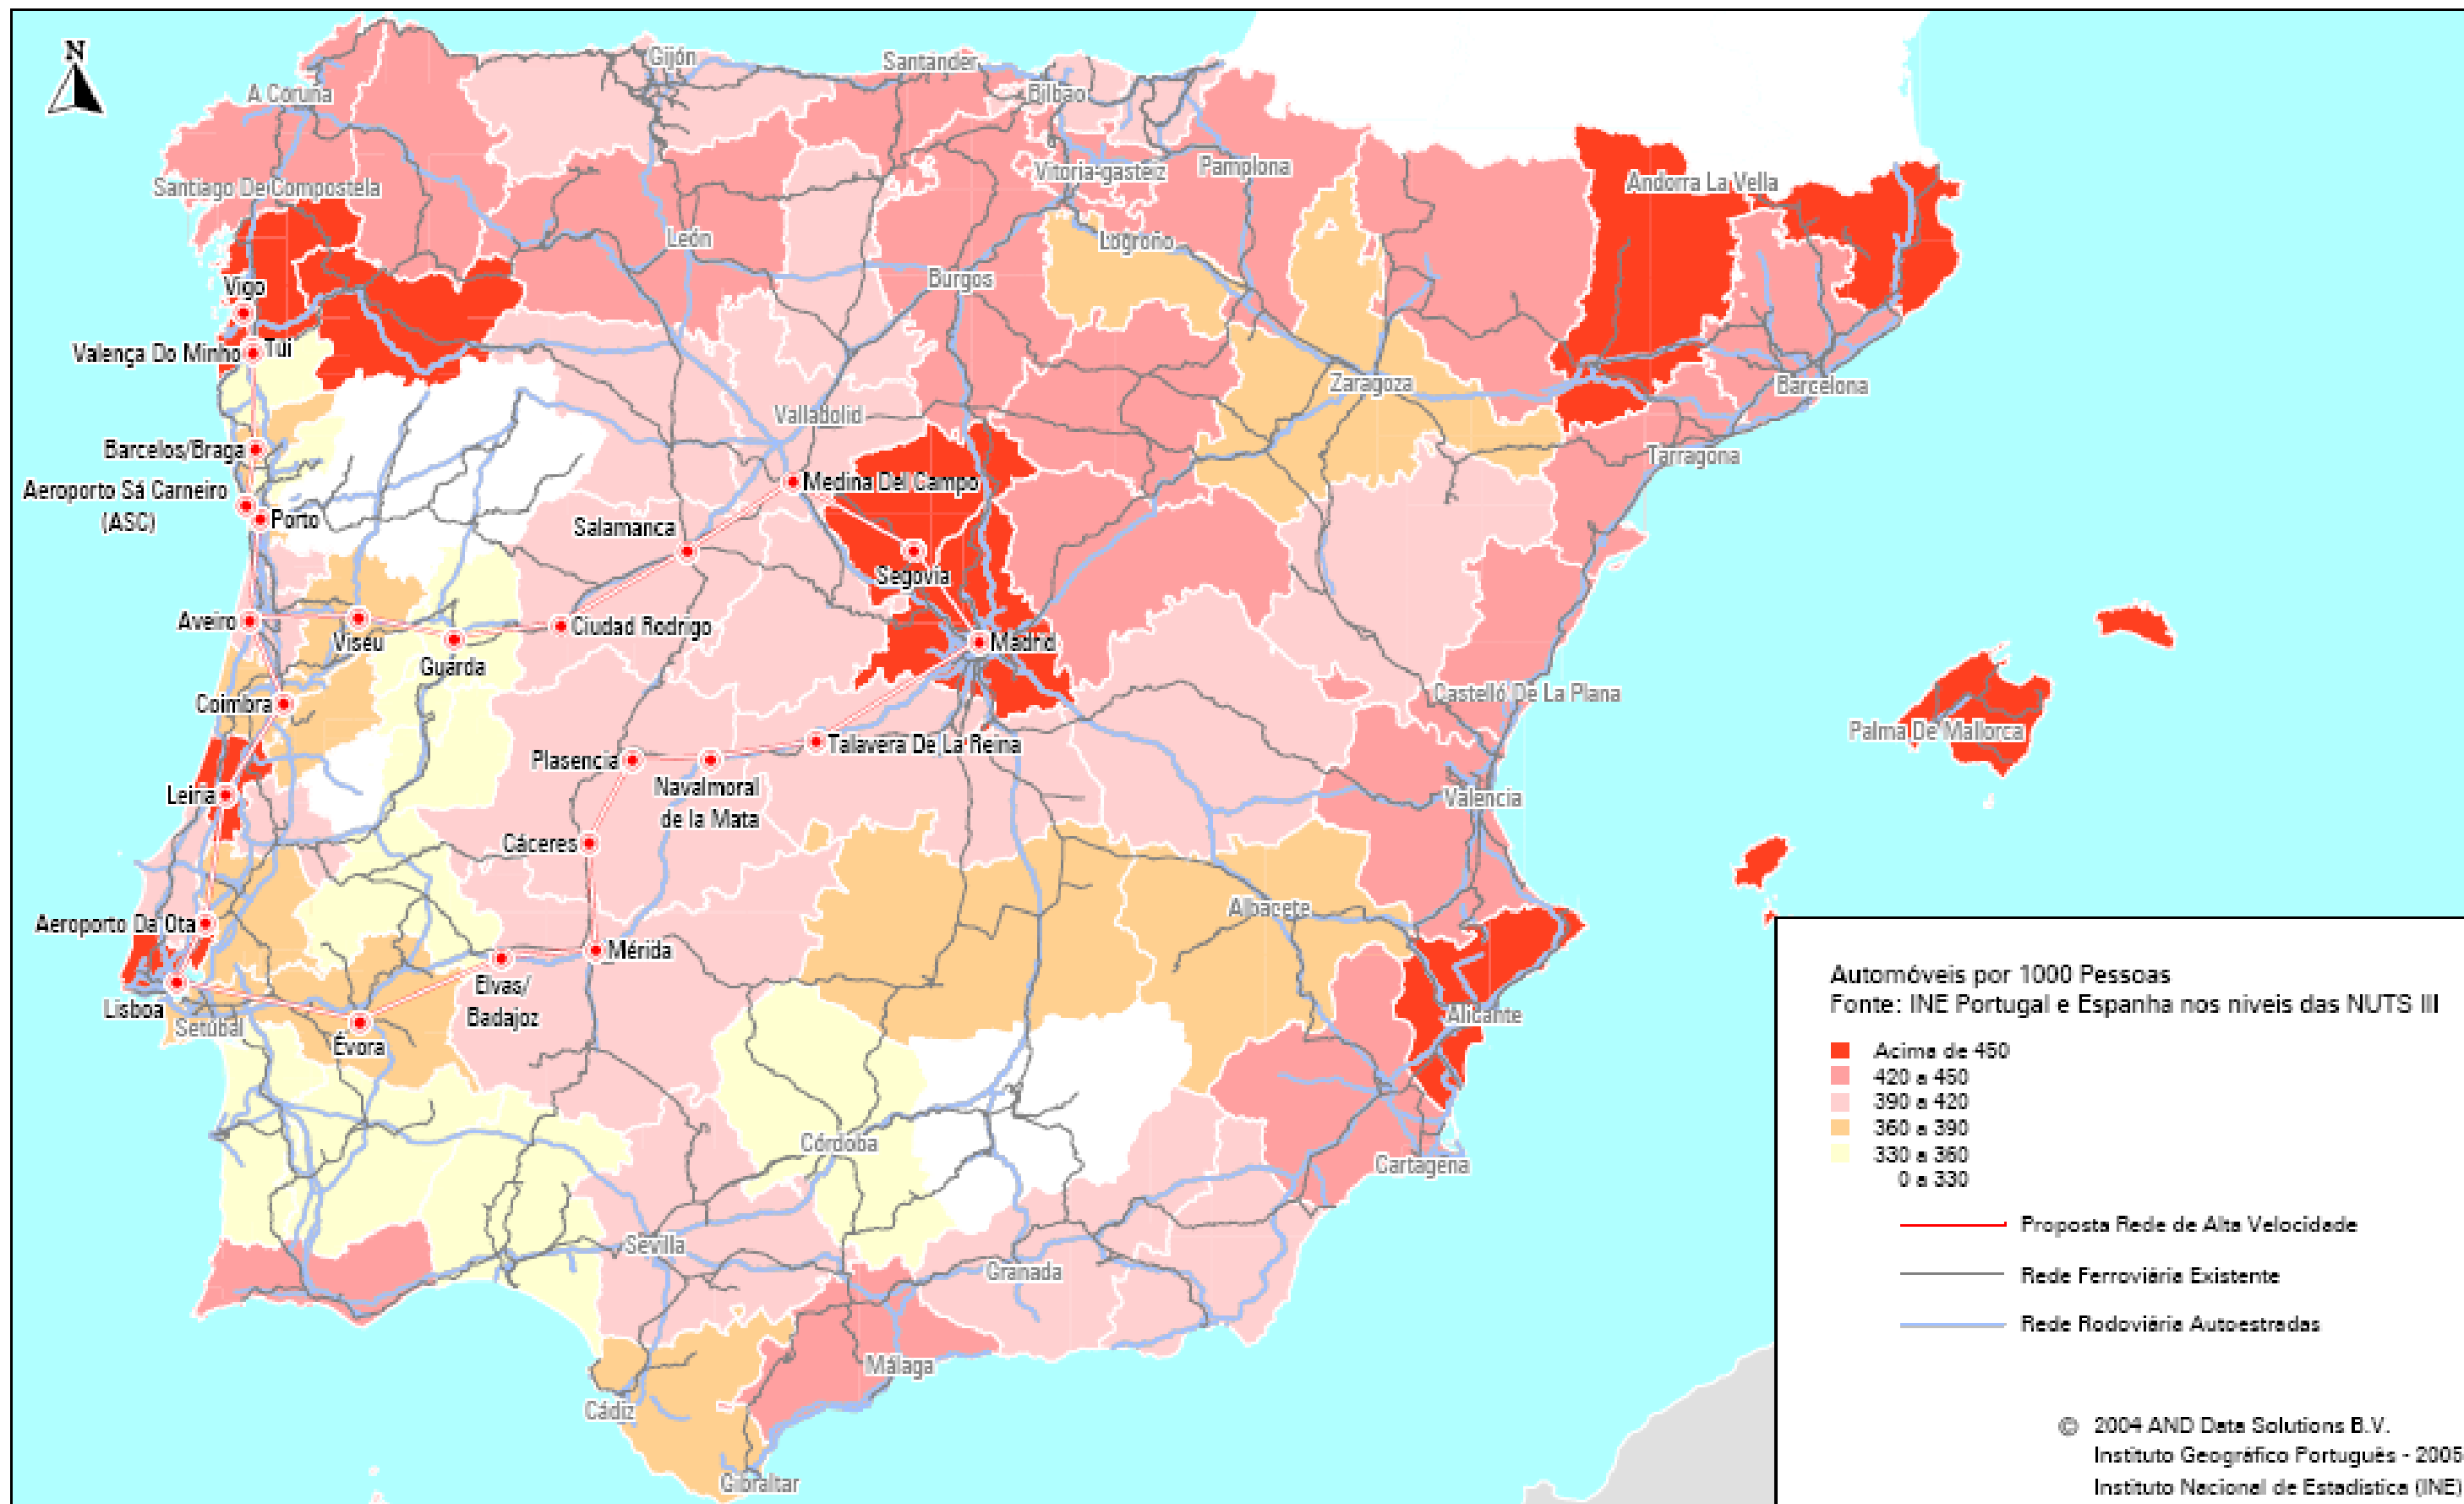 N
Gijón
Santander
A Coruña
Bilbao
Vitoria-gasteiz
Pamplona
Santiago De Compostela
Andorra La Vella
León
Logroño
Burgos
Vigo
Valença Do Minho
Tui
Zaragoza
Barcelona
Valladolid
Barcelos/Braga
Tarragona
Medina Del Campo
Aeroporto Sá Carneiro
(ASC)
Porto
Salamanca
Segovia
Aveiro
Viseu
Ciudad Rodrigo
Madrid
Guarda
Coimbra
Castelló De La Plana
Palma De Mallorca
Talavera De La Reina
Plasencia
Navalmoral
de la Mata
Leiria
Valencia
Cáceres
Albacete
Aeroporto Da Ota
Mérida
Elvas/
Badajoz
Lisboa
Setúbal
Évora
Alicante
Córdoba
Cartagena
Sevilla
Granada
Málaga
Cádiz
Gibraltar
Automóveis por 1000 Pessoas
Fonte: INE Portugal e Espanha nos niveis das NUTS III
Acima de 450
420 a 450
390 a 420
360 a 390
330 a 360
0 a 330
Proposta Rede de Alta Velocidade
Rede Ferroviária Existente
Rede Rodoviária Autoestradas
© 2004 AND Data Solutions B.V.
Instituto Geográfico Português - 2005
Instituto Nacional de Estadística (INE)